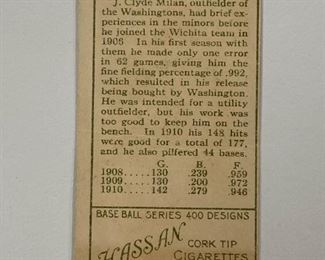 J. Clyde Milan, outfielder of
the Washingtons, had brief ex-
periences in the minors before
he joined the Wichita team in
1906 In his first season with
them he made only one error
in 62 games, giving him the
fine fielding percentage of .992,
which resulted in his release
being bought by Washington.
He was intended for a utility
outfielder, but his work was
too good to keep him on the
bench. In 1910 his 148 hits
were good for a total of 177,
and he also pilfered 44 bases.
G. B. F.
1908.....130 .239 .959
1909.....130 .200 .972
1910.....142 .279 .946
BASE BALL SERIES 400 DESIGNS
HASSAN
CORK TIP
CIGARETTES